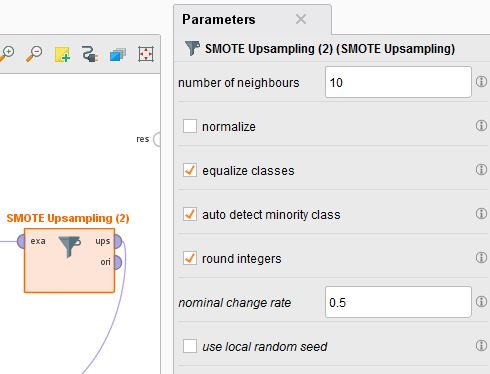 Parameters
SMOTE Upsampling (2) (SMOTE Upsampling)
number of neighbours 10
normalize
equalize classes
auto detect minority class
round integers
nominal change rate 0.5
use local random seed
res
SMOTE Upsampling (2)
exa ups
ori